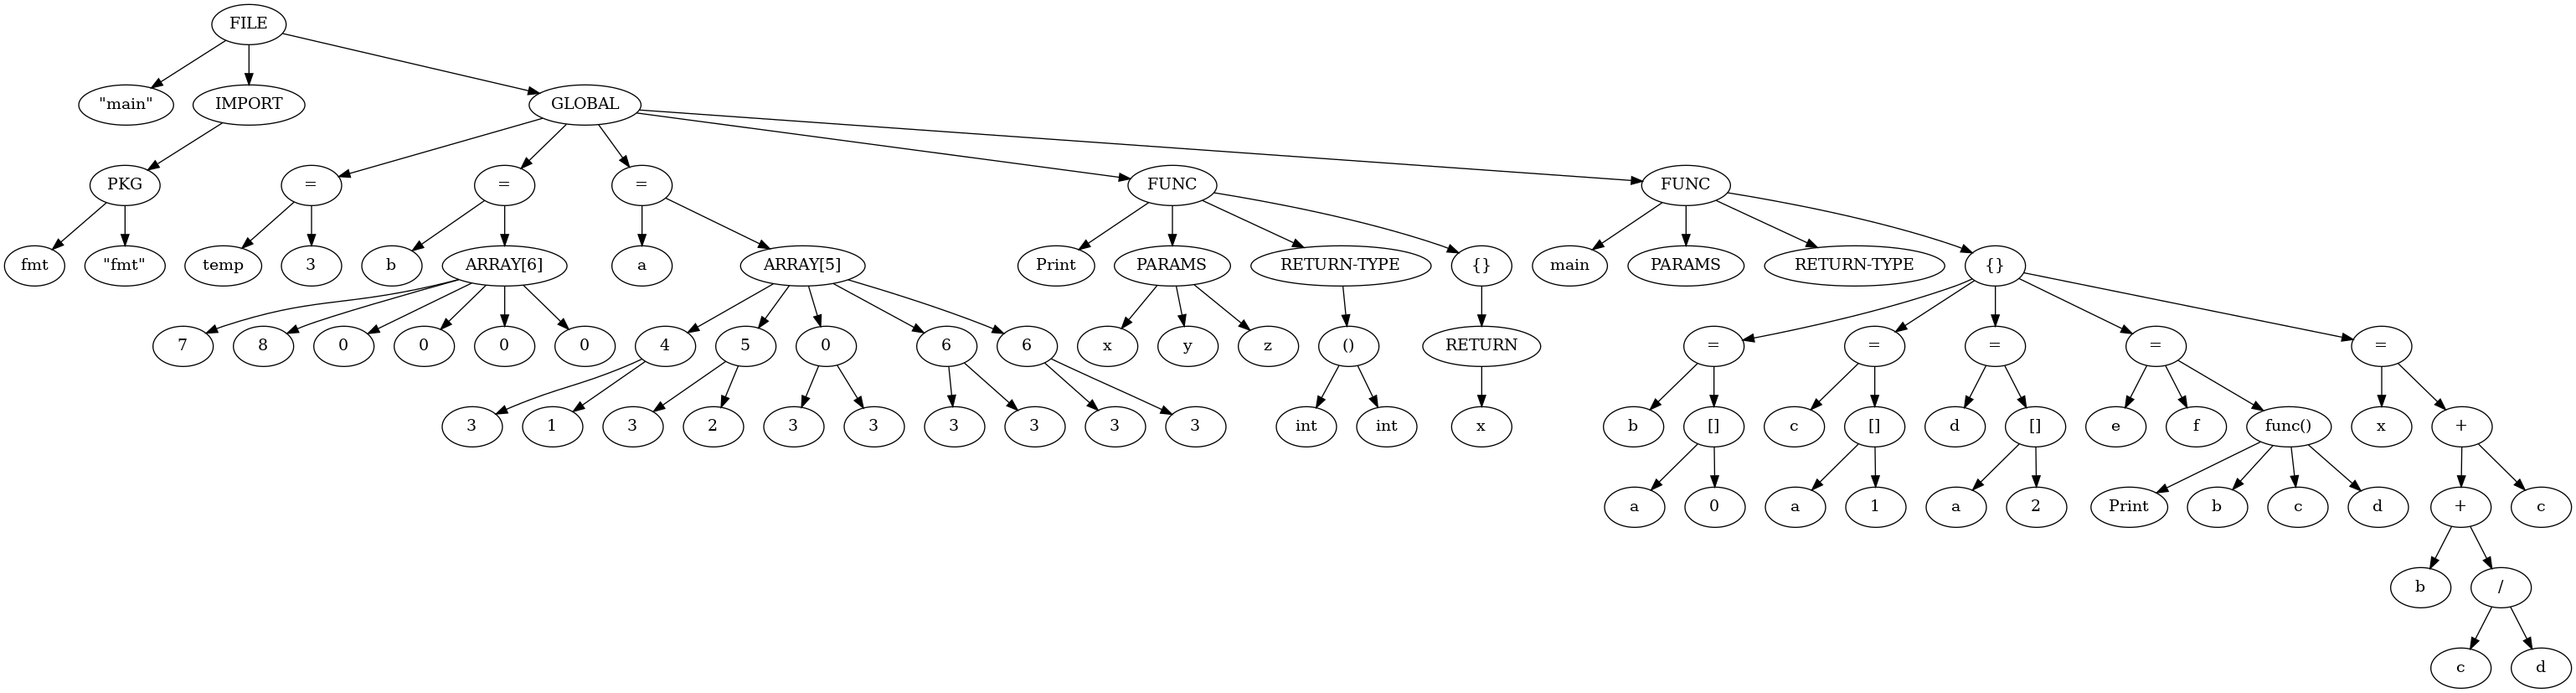 FILE
"main" IMPORT GLOBAL
PKG = = = FUNC FUNC
fmt "fmt" temp 3 b ARRAY[6] a ARRAY[5] Print PARAMS RETURN-TYPE {} main PARAMS RETURN-TYPE {}
7 8 0 0 0 0 4 5 0 6 6 x y z () RETURN = = = = =
3 1 3 2 3 3 3 3 3 3 int int x b [] c [] d [] e f func() x +
a 0 a 1 a 2 Print b c d + c
b /
c d